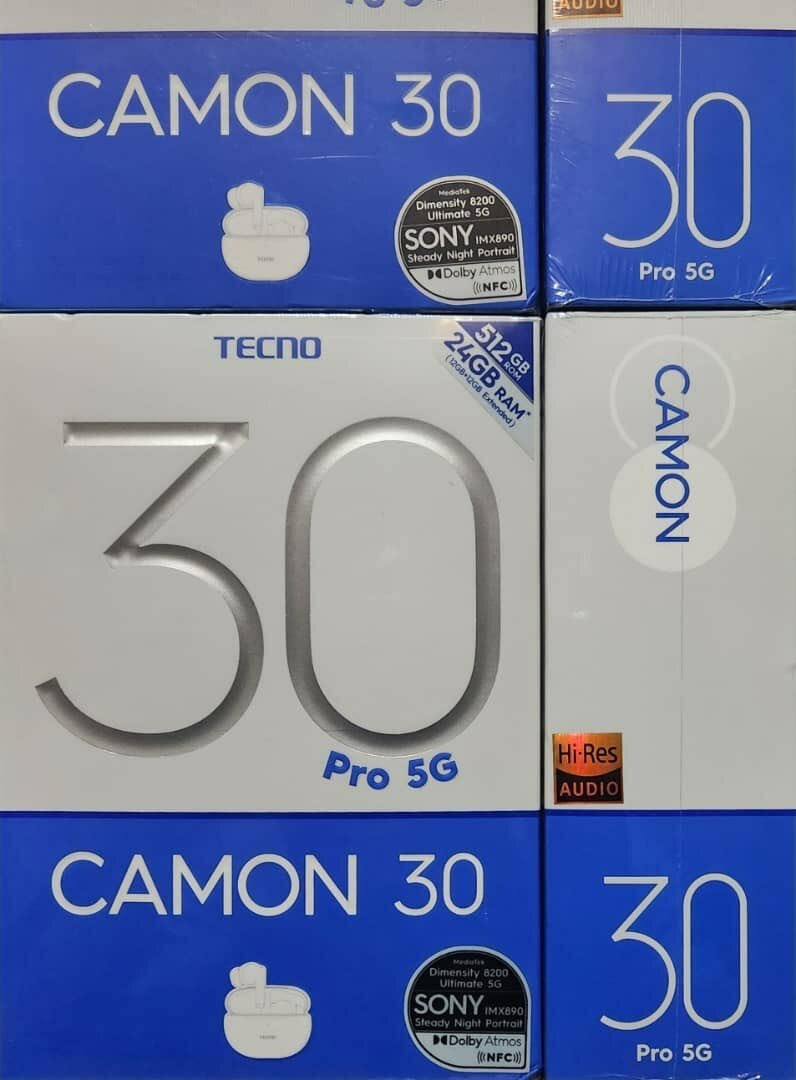 AUDIO
CAMON 30
MediaTek
Dimensity 8200
Ultimate 5G
SONY IMX890
Steady Night Portrait
Dolby Atmos
((NFC))
30
Pro 5G
TECNO
512GB
ROM
24GB RAM*
(12GB+12GB Extended)
30
Pro 5G
CAMON
Hi-Res
AUDIO
CAMON 30
TECNO
MediaTek
Dimensity 8200
Ultimate 5G
SONY IMX890
Steady Night Portrait
Dolby Atmos
((NFC))
30
Pro 5G